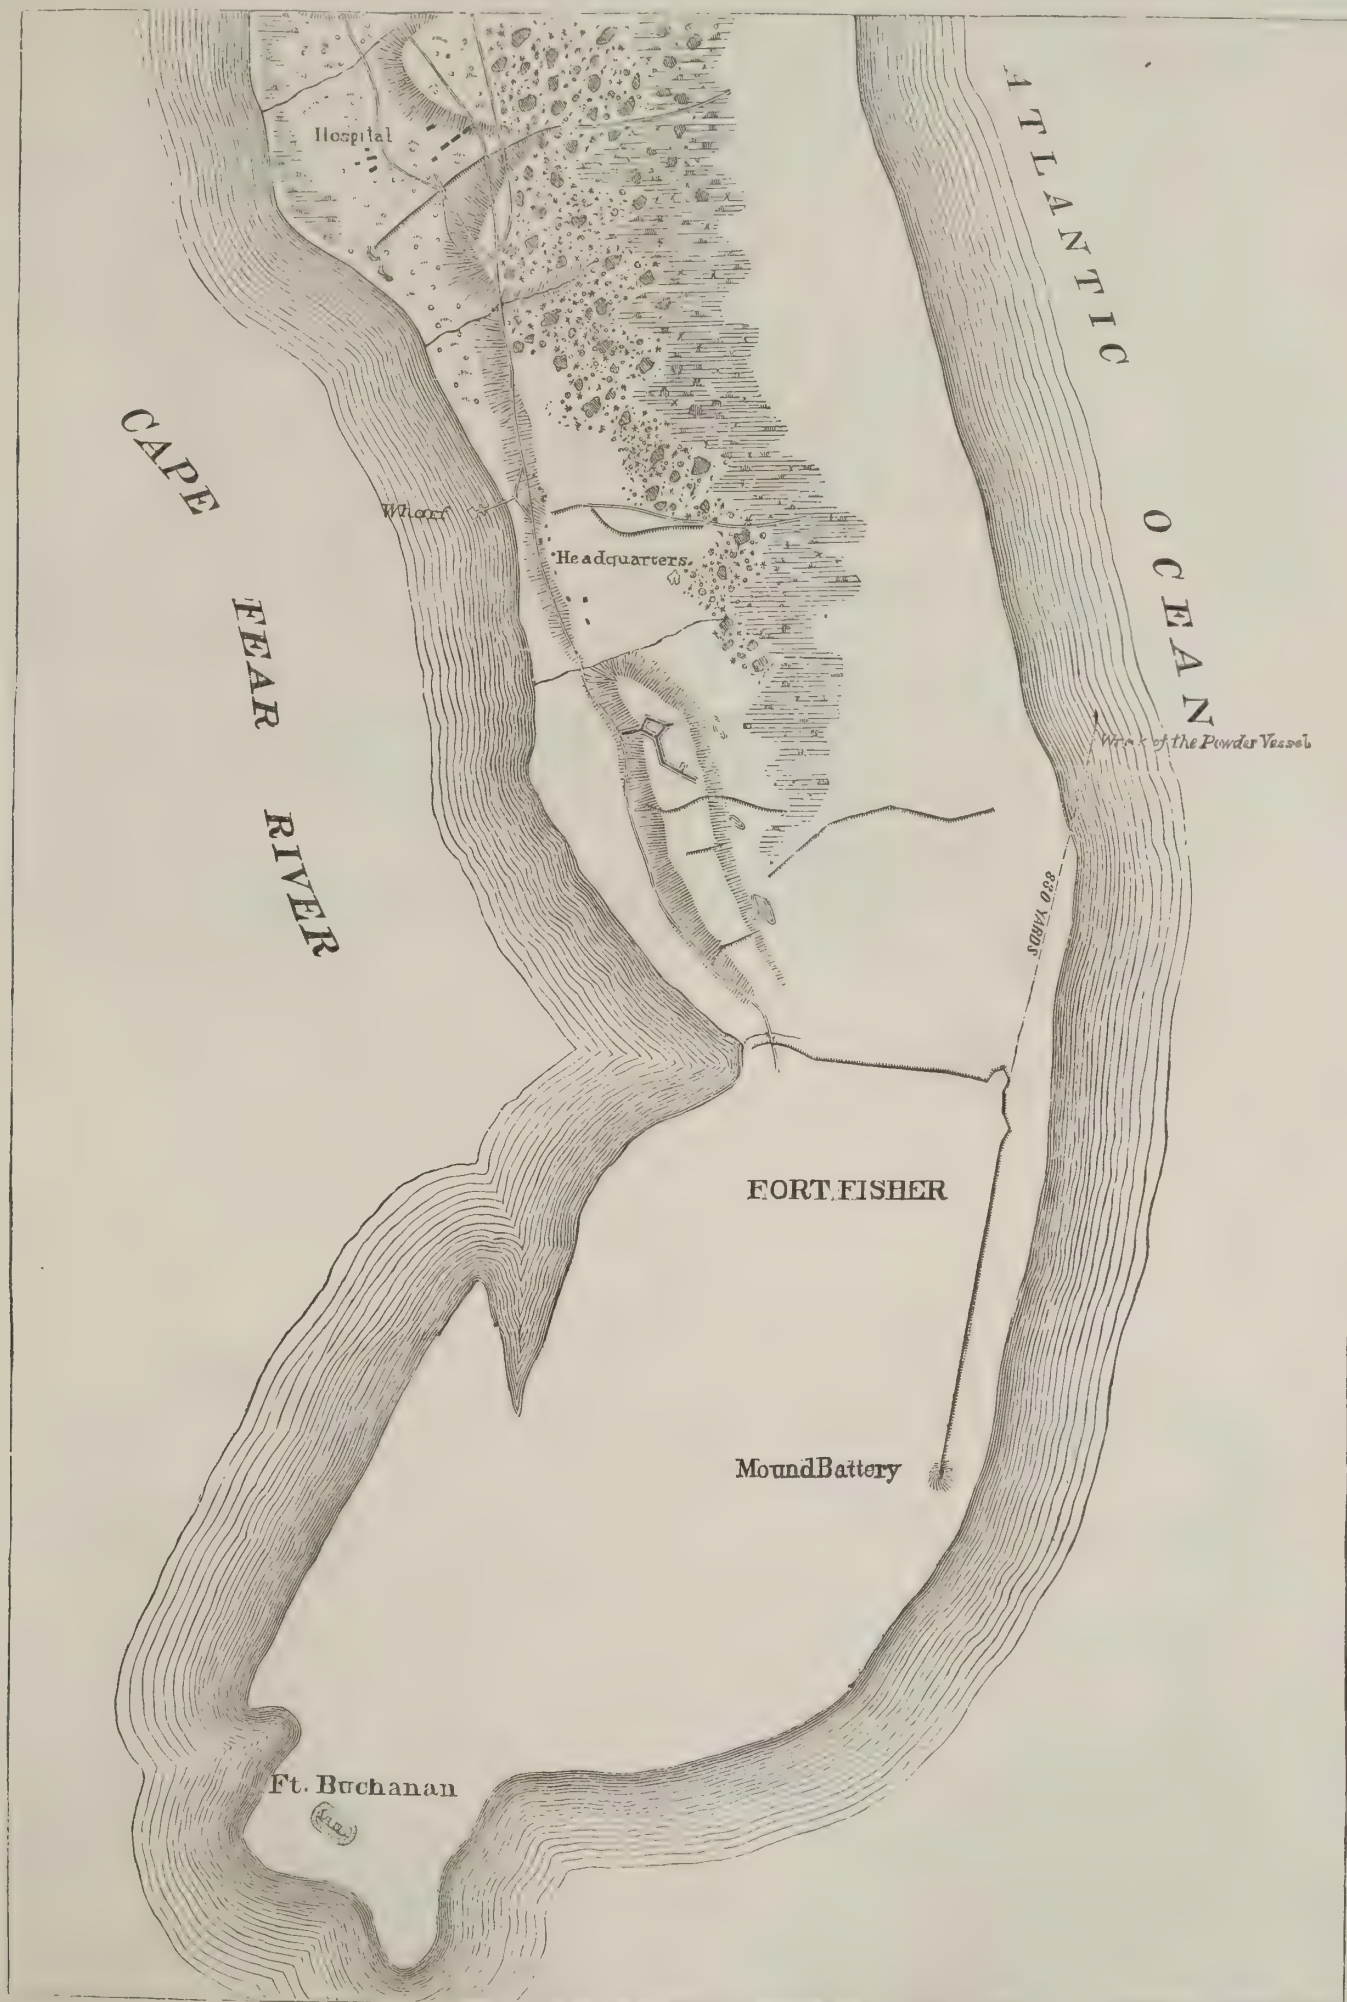 Hospital
ATLANTIC
OCEAN
CAPE
FEAR
RIVER
Wharf
Headquarters.
Wreck of the Powder Vessel
880 YARDS
FORT FISHER
Mound Battery
Ft. Buchanan